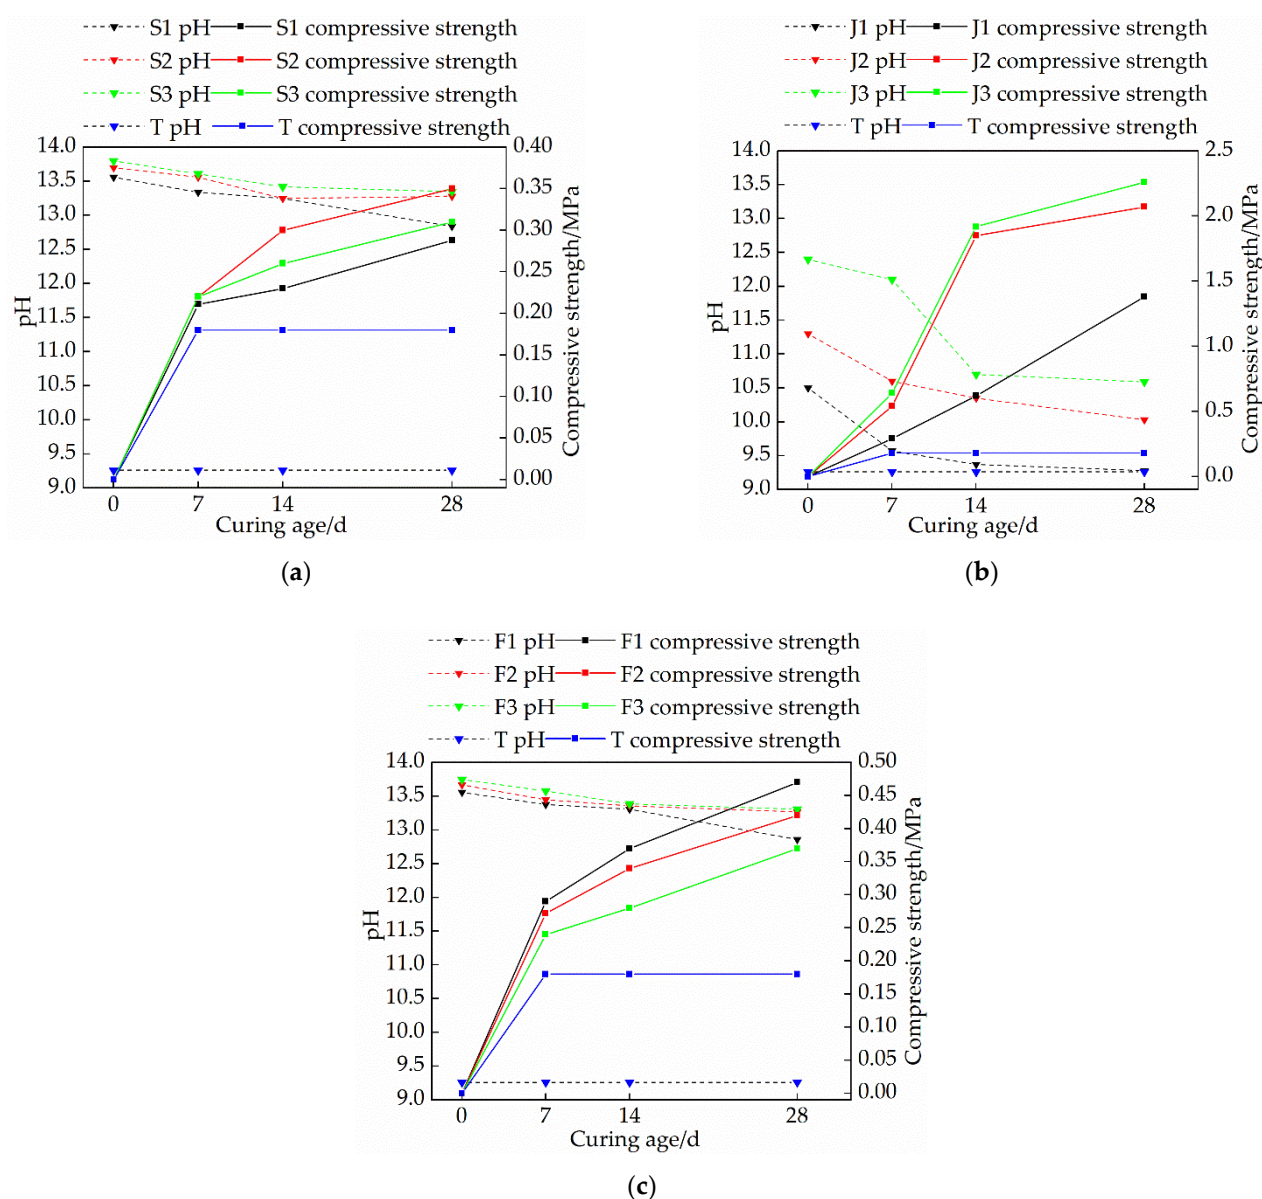 S1 pH S1 compressive strength
S2 pH S2 compressive strength
S3 pH S3 compressive strength
T pH T compressive strength
14.0
13.5
13.0
12.5
12.0
11.5
11.0
10.5
10.0
9.5
9.0
pH
0.40
0.35
0.30
0.25
0.20
0.15
0.10
0.05
0.00
Compressive strength/MPa
0 7 14 28
Curing age/d
(a)
J1 pH J1 compressive strength
J2 pH J2 compressive strength
J3 pH J3 compressive strength
T pH T compressive strength
14.0
13.5
13.0
12.5
12.0
11.5
11.0
10.5
10.0
9.5
9.0
pH
2.5
2.0
1.5
1.0
0.5
0.0
Compressive strength/MPa
0 7 14 28
Curing age/d
(b)
F1 pH F1 compressive strength
F2 pH F2 compressive strength
F3 pH F3 compressive strength
T pH T compressive strength
14.0
13.5
13.0
12.5
12.0
11.5
11.0
10.5
10.0
9.5
9.0
pH
0.50
0.45
0.40
0.35
0.30
0.25
0.20
0.15
0.10
0.05
0.00
Compressive strength/MPa
0 7 14 28
Curing age/d
(c)